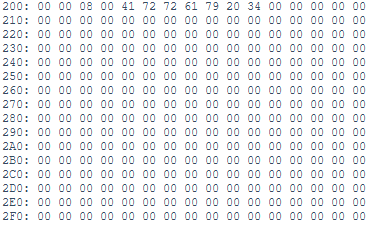 200: 00 00 08 00 41 72 72 61 79 20 34 00 00 00 00 00
210: 00 00 00 00 00 00 00 00 00 00 00 00 00 00 00 00
220: 00 00 00 00 00 00 00 00 00 00 00 00 00 00 00 00
230: 00 00 00 00 00 00 00 00 00 00 00 00 00 00 00 00
240: 00 00 00 00 00 00 00 00 00 00 00 00 00 00 00 00
250: 00 00 00 00 00 00 00 00 00 00 00 00 00 00 00 00
260: 00 00 00 00 00 00 00 00 00 00 00 00 00 00 00 00
270: 00 00 00 00 00 00 00 00 00 00 00 00 00 00 00 00
280: 00 00 00 00 00 00 00 00 00 00 00 00 00 00 00 00
290: 00 00 00 00 00 00 00 00 00 00 00 00 00 00 00 00
2A0: 00 00 00 00 00 00 00 00 00 00 00 00 00 00 00 00
2B0: 00 00 00 00 00 00 00 00 00 00 00 00 00 00 00 00
2C0: 00 00 00 00 00 00 00 00 00 00 00 00 00 00 00 00
2D0: 00 00 00 00 00 00 00 00 00 00 00 00 00 00 00 00
2E0: 00 00 00 00 00 00 00 00 00 00 00 00 00 00 00 00
2F0: 00 00 00 00 00 00 00 00 00 00 00 00 00 00 00 00